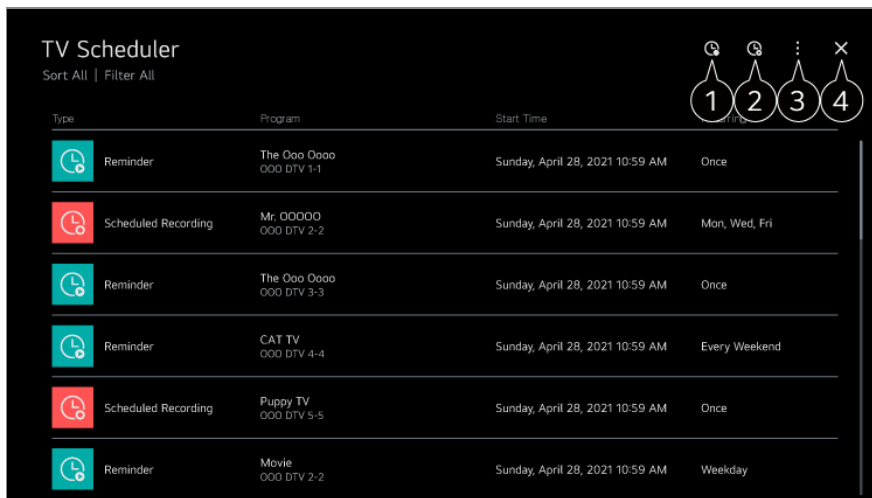 TV Scheduler
Sort All | Filter All
1 2 3 4
Type Program Start Time
Reminder The Ooo Oooo Sunday, April 28, 2021 10:59 AM Once
OOO DTV 1-1
Scheduled Recording Mr. OOOOO Sunday, April 28, 2021 10:59 AM Mon, Wed, Fri
OOO DTV 2-2
Reminder The Ooo Oooo Sunday, April 28, 2021 10:59 AM Once
OOO DTV 3-3
Reminder CAT TV Sunday, April 28, 2021 10:59 AM Every Weekend
OOO DTV 4-4
Scheduled Recording Puppy TV Sunday, April 28, 2021 10:59 AM Once
OOO DTV 5-5
Reminder Movie Sunday, April 28, 2021 10:59 AM Weekday
OOO DTV 2-2